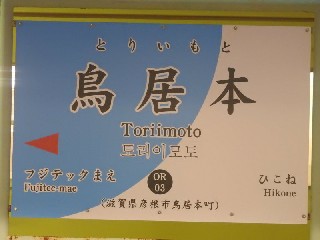 とりいもと
鳥居本
Toriimoto
토리이모토
フジテックまえ
Fujitec-mae
OR
03
ひこね
Hikone
(滋賀県彦根市鳥居本町)